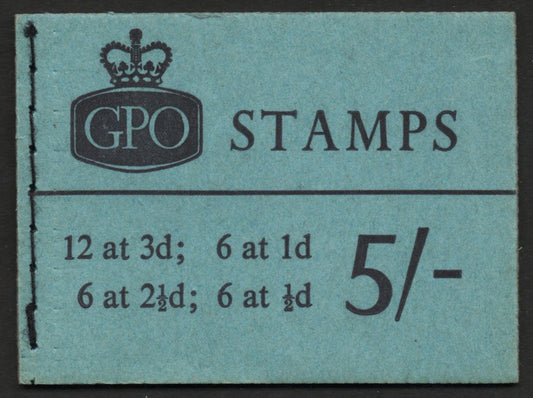 GPO
STAMPS
12 at 3d; 6 at 1d
6 at 2½d; 6 at ½d
5/-